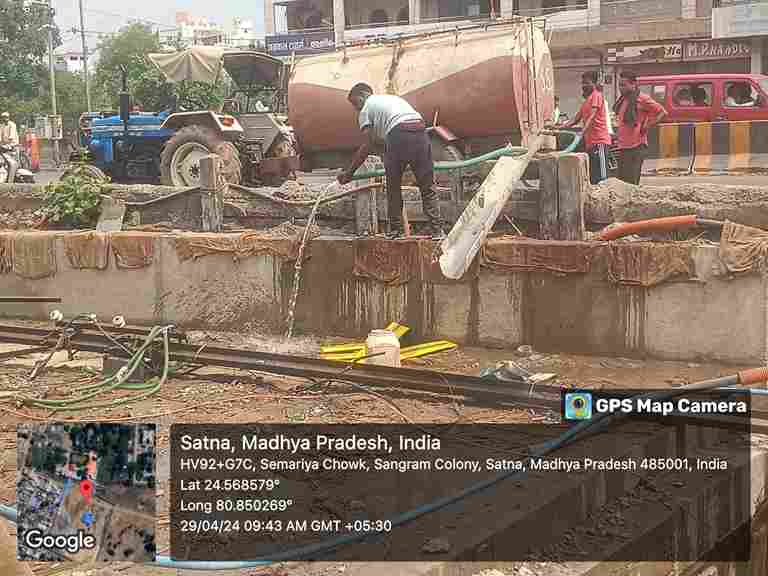 GPS Map Camera
Satna, Madhya Pradesh, India
HV92+G7C, Semariya Chowk, Sangram Colony, Satna, Madhya Pradesh 485001, India
Lat 24.568579°
Long 80.850269°
29/04/24 09:43 AM GMT +05:30
Google